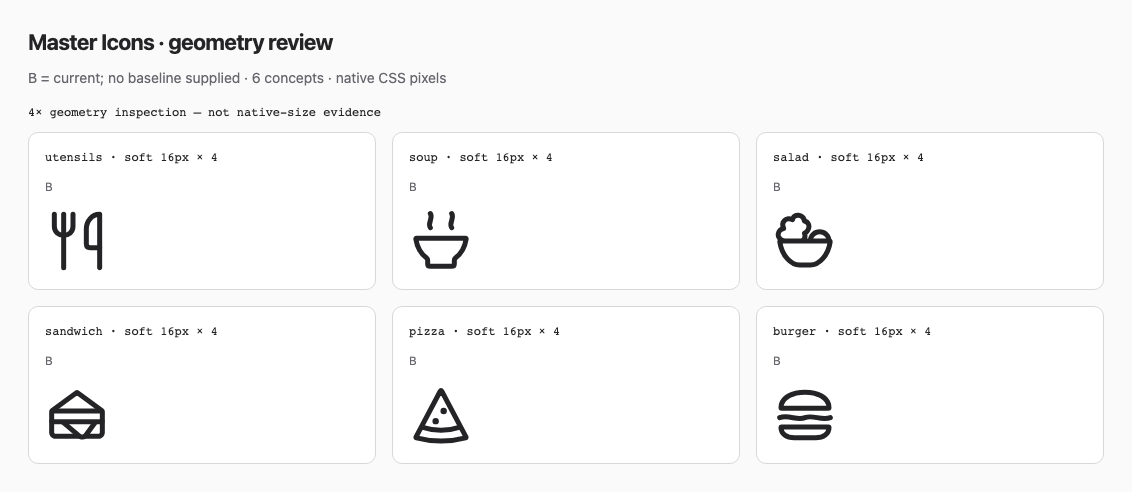 Master Icons · geometry review
B = current; no baseline supplied · 6 concepts · native CSS pixels
4× geometry inspection — not native-size evidence
utensils · soft 16px × 4
B
soup · soft 16px × 4
B
salad · soft 16px × 4
B
sandwich · soft 16px × 4
B
pizza · soft 16px × 4
B
burger · soft 16px × 4
B